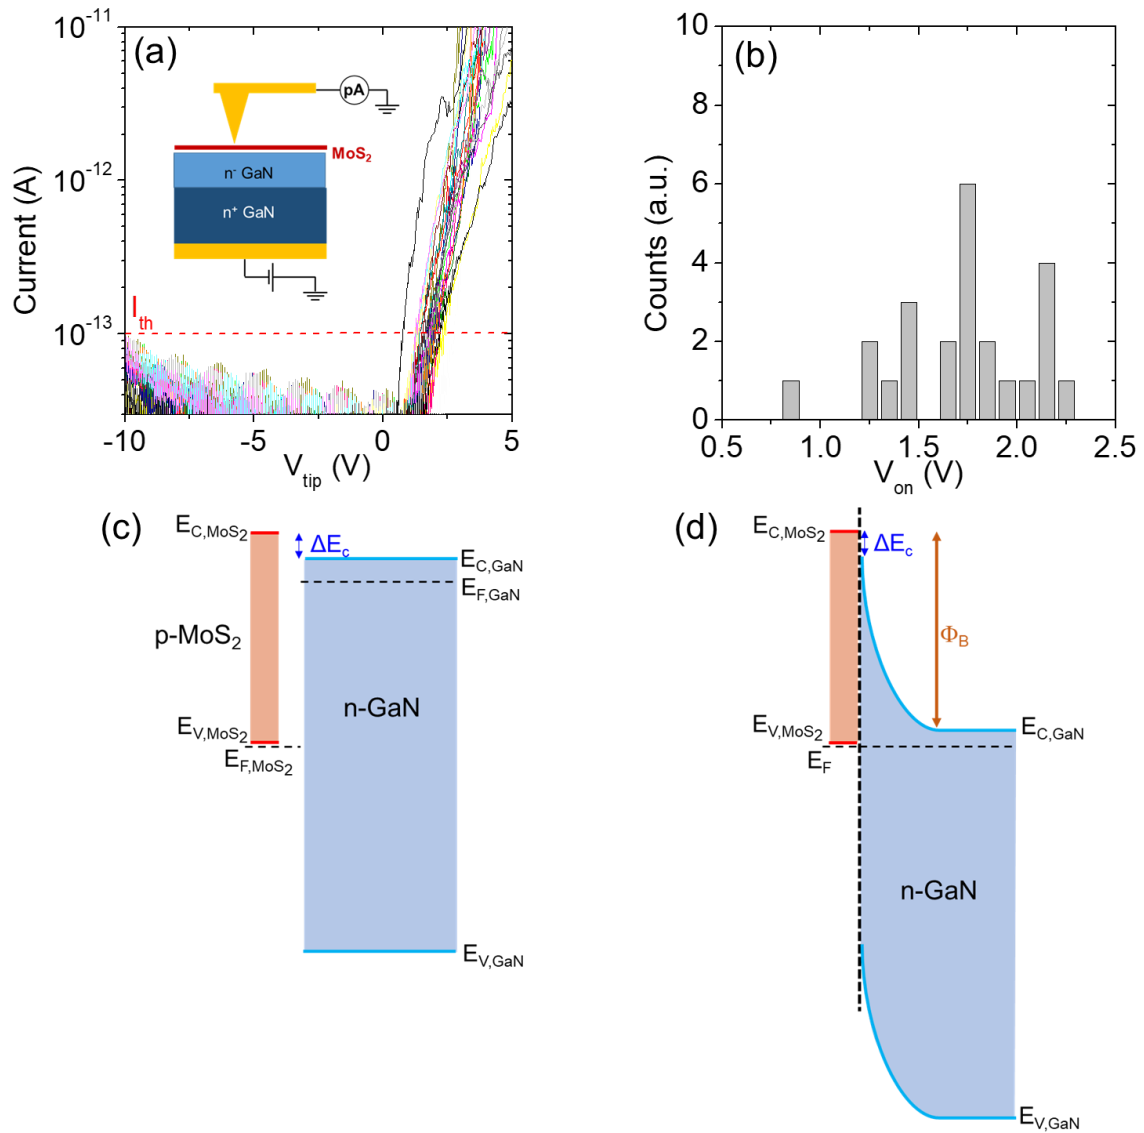 (a)
10⁻¹¹
10⁻¹²
10⁻¹³
Current (A)
pA
MoS₂
n⁻ GaN
n⁺ GaN
Iₜₕ
-10 -5 0 5
V_tip (V)
(b)
10
8
6
4
2
0
Counts (a.u.)
0.5 1.0 1.5 2.0 2.5
V_on (V)
(c)
E_C,MoS₂
ΔE_c
E_C,GaN
E_F,GaN
p-MoS₂
n-GaN
E_V,MoS₂
E_F,MoS₂
E_V,GaN
(d)
E_C,MoS₂
ΔE_c
Φ_B
E_V,MoS₂
E_C,GaN
E_F
n-GaN
E_V,GaN